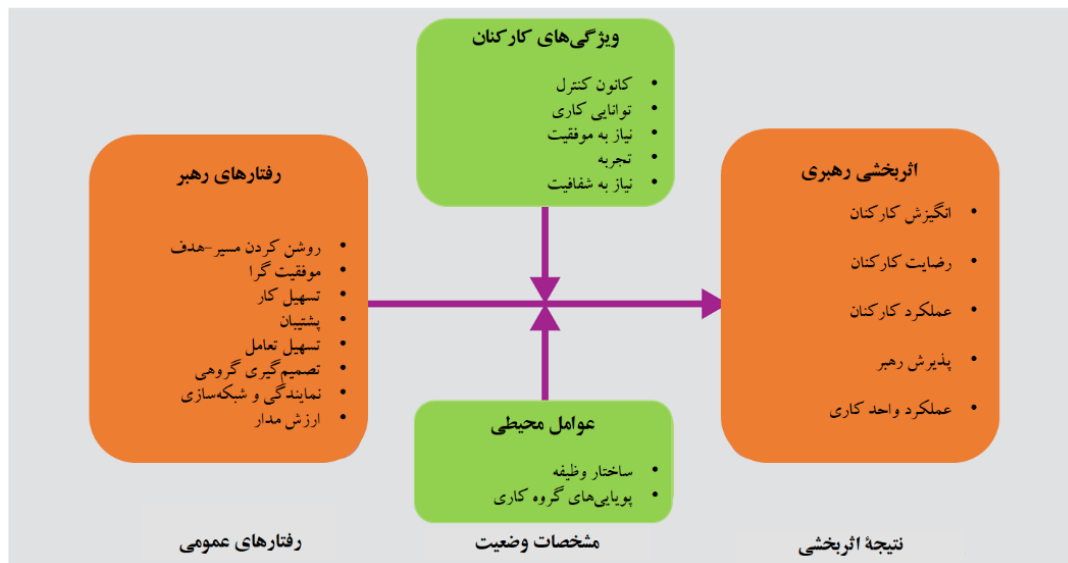 ویژگی‌های کارکنان
• کانون کنترل
• توانایی کاری
• نیاز به موفقیت
• تجربه
• نیاز به شفافیت
رفتارهای رهبر
• روشن کردن مسیر-هدف
• موفقیت گرا
• تسهیل کار
• پشتیبان
• تسهیل تعامل
• تصمیم‌گیری گروهی
• نمایندگی و شبکه‌سازی
• ارزش مدار
اثربخشی رهبری
• انگیزش کارکنان
• رضایت کارکنان
• عملکرد کارکنان
• پذیرش رهبر
• عملکرد واحد کاری
عوامل محیطی
• ساختار وظیفه
• پویایی‌های گروه کاری
رفتارهای عمومی
مشخصات وضعیت
نتیجهٔ اثربخشی